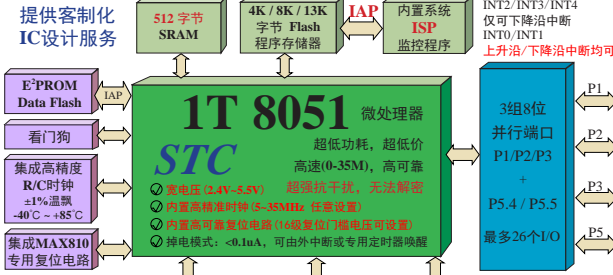 提供客制化
IC设计服务
512 字节
SRAM
4K / 8K / 13K
字节 Flash
程序存储器
IAP
内置系统
ISP
监控程序
INT2/INT3/INT4
仅可下降沿中断
INT0/INT1
上升沿/下降沿中断均可
E²PROM
Data Flash
IAP
看门狗
集成高精度
R/C时钟
±1%温飘
-40℃ ~ +85℃
集成MAX810
专用复位电路
1T 8051 微处理器
STC
超低功耗，超低价
高速(0-35M)，高可靠
超强抗干扰，无法解密
宽电压(2.4V~5.5V)
内置高精准时钟(5~35MHz 任意设置)
内置高可靠复位电路(16级复位门槛电压可设置)
掉电模式：<0.1uA，可由外中断或专用定时器唤醒
3组8位
并行端口
P1/P2/P3
+
P5.4 / P5.5
最多26个I/O
P1
P2
P3
P5